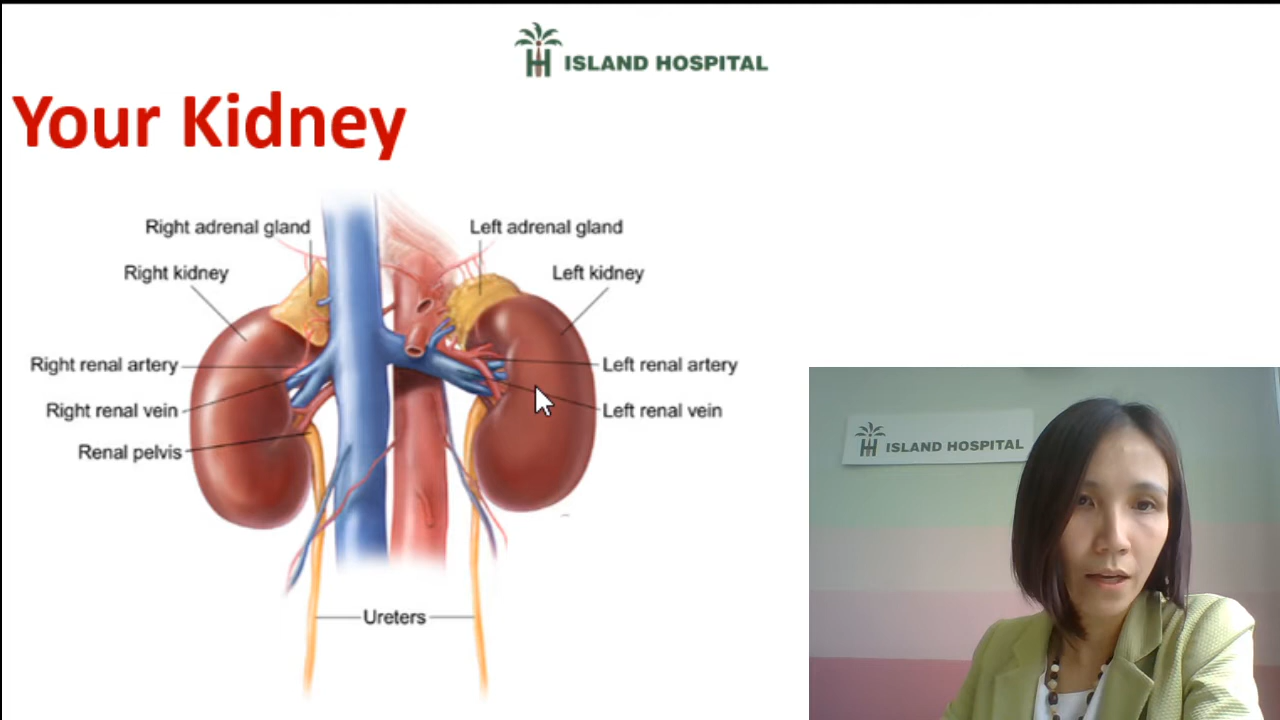 ISLAND HOSPITAL
Your Kidney
Right adrenal gland
Left adrenal gland
Right kidney
Left kidney
Right renal artery
Left renal artery
Right renal vein
Left renal vein
Renal pelvis
Ureters
ISLAND HOSPITAL